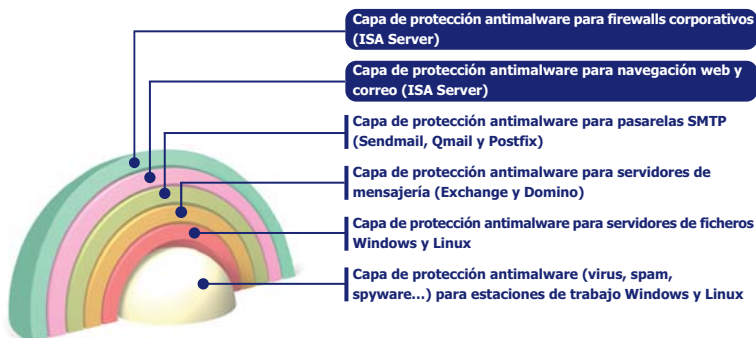 Capa de protección antimalware para firewalls corporativos
(ISA Server)
Capa de protección antimalware para navegación web y
correo (ISA Server)
Capa de protección antimalware para pasarelas SMTP
(Sendmail, Qmail y Postfix)
Capa de protección antimalware para servidores de
mensajería (Exchange y Domino)
Capa de protección antimalware para servidores de ficheros
Windows y Linux
Capa de protección antimalware (virus, spam,
spyware...) para estaciones de trabajo Windows y Linux